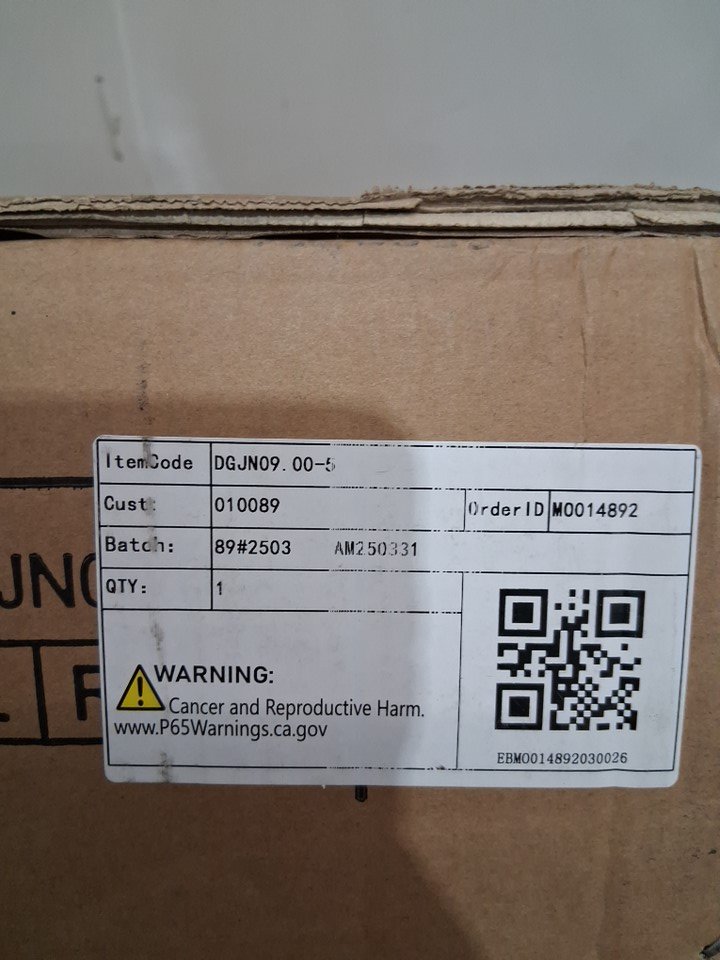 ItemCode DGJN09.00-5
Cust: 010089 OrderID M0014892
Batch: 89#2503 AM250331
QTY: 1
WARNING:
Cancer and Reproductive Harm.
www.P65Warnings.ca.gov
EBM0014892030026